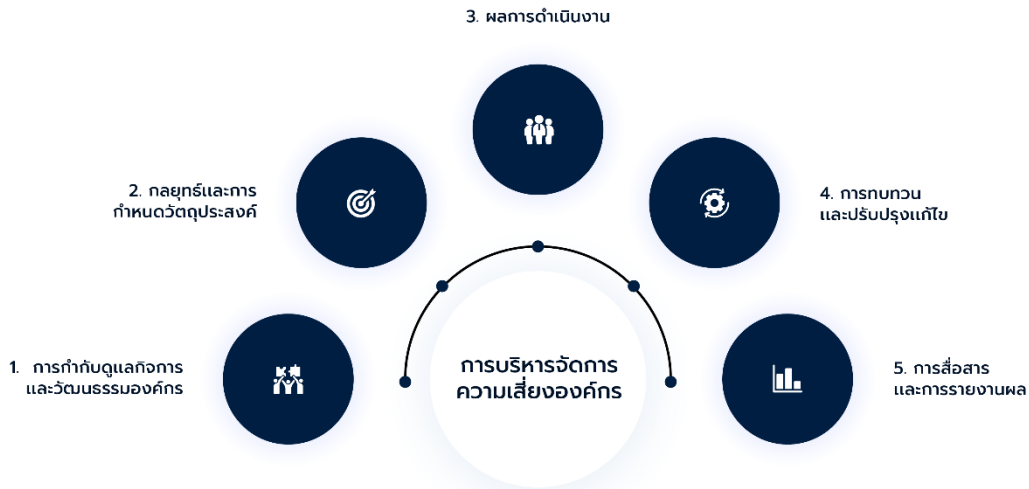 3. ผลการดำเนินงาน
2. กลยุทธ์และการ
กำหนดวัตถุประสงค์
4. การทบทวน
และปรับปรุงแก้ไข
1. การกำกับดูแลกิจการ
และวัฒนธรรมองค์กร
การบริหารจัดการ
ความเสี่ยงองค์กร
5. การสื่อสาร
และการรายงานผล